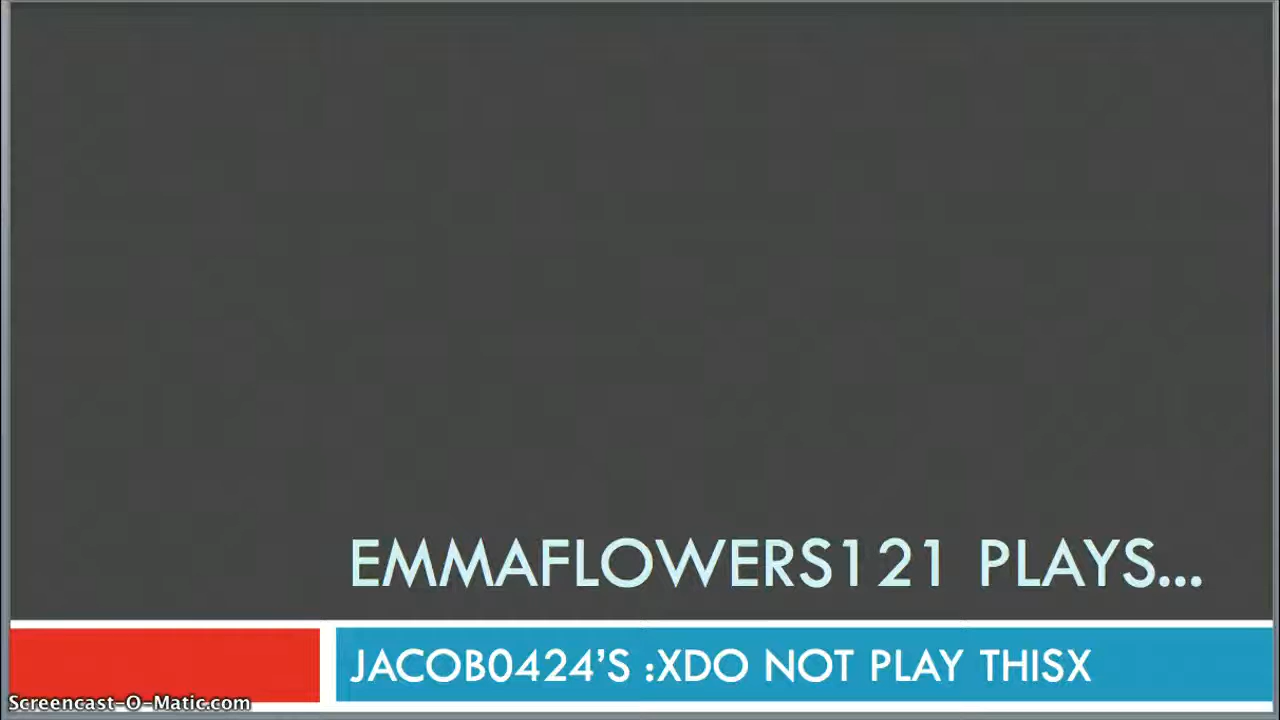 EMMAFLOWERS121 PLAYS...
JACOB0424’S :XDO NOT PLAY THISX
Screencast-O-Matic.com